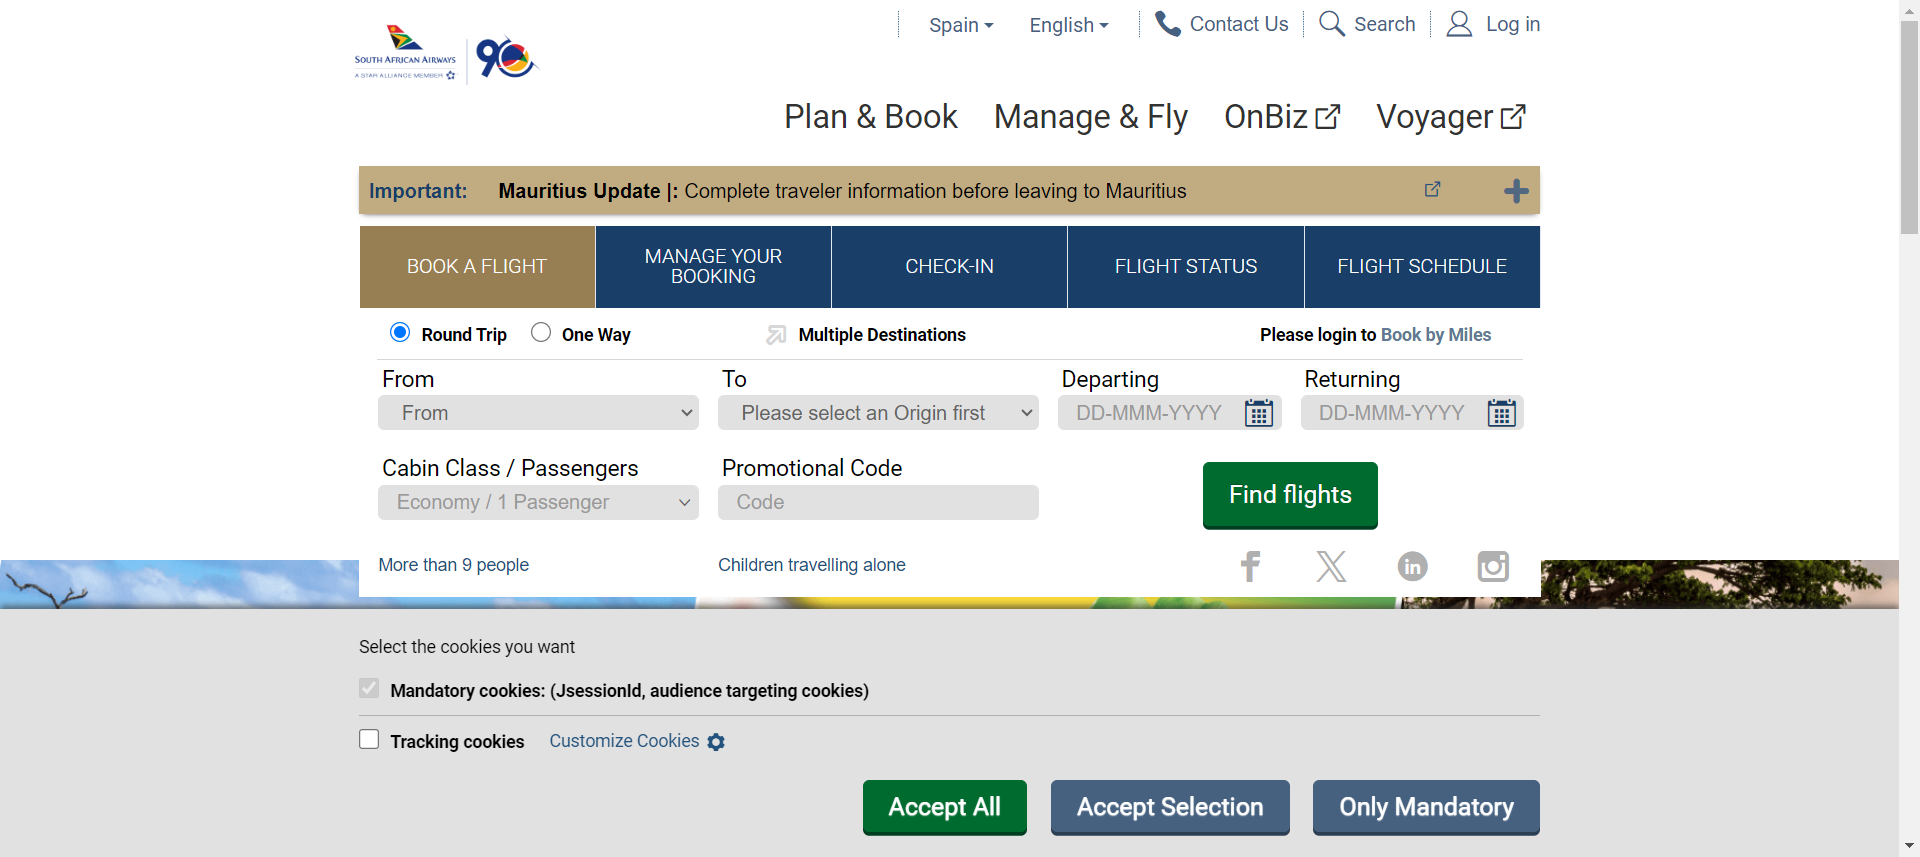 Spain
English
Contact Us
Search
Log in
SOUTH AFRICAN AIRWAYS
A STAR ALLIANCE MEMBER
90
Plan & Book
Manage & Fly
OnBiz
Voyager
Important:
Mauritius Update |: Complete traveler information before leaving to Mauritius
BOOK A FLIGHT
MANAGE YOUR
BOOKING
CHECK-IN
FLIGHT STATUS
FLIGHT SCHEDULE
Round Trip
One Way
Multiple Destinations
Please login to Book by Miles
From
To
Departing
Returning
From
Please select an Origin first
DD-MMM-YYYY
DD-MMM-YYYY
Cabin Class / Passengers
Promotional Code
Economy / 1 Passenger
Code
Find flights
More than 9 people
Children travelling alone
Select the cookies you want
Mandatory cookies: (JsessionId, audience targeting cookies)
Tracking cookies
Customize Cookies
Accept All
Accept Selection
Only Mandatory